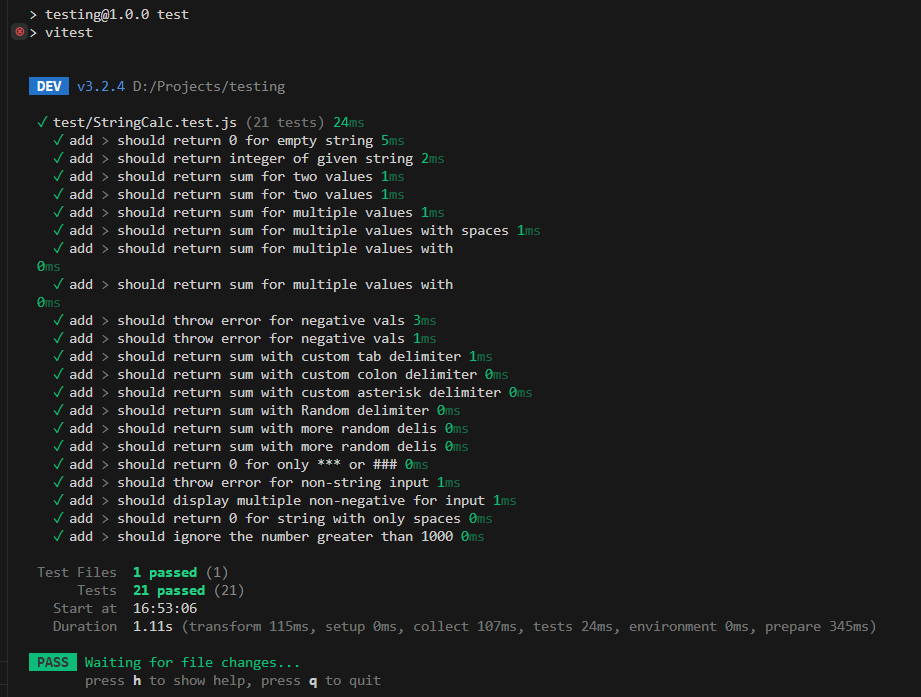 > testing@1.0.0 test
> vitest
DEV v3.2.4 D:/Projects/testing
✓ test/StringCalc.test.js (21 tests) 24ms
✓ add > should return 0 for empty string 5ms
✓ add > should return integer of given string 2ms
✓ add > should return sum for two values 1ms
✓ add > should return sum for two values 1ms
✓ add > should return sum for multiple values 1ms
✓ add > should return sum for multiple values with spaces 1ms
✓ add > should return sum for multiple values with
0ms
✓ add > should return sum for multiple values with
0ms
✓ add > should throw error for negative vals 3ms
✓ add > should throw error for negative vals 1ms
✓ add > should return sum with custom tab delimiter 1ms
✓ add > should return sum with custom colon delimiter 0ms
✓ add > should return sum with custom asterisk delimiter 0ms
✓ add > should return sum with Random delimiter 0ms
✓ add > should return sum with more random delis 0ms
✓ add > should return sum with more random delis 0ms
✓ add > should return 0 for only *** or ### 0ms
✓ add > should throw error for non-string input 1ms
✓ add > should display multiple non-negative for input 1ms
✓ add > should return 0 for string with only spaces 0ms
✓ add > should ignore the number greater than 1000 0ms
Test Files 1 passed (1)
Tests 21 passed (21)
Start at 16:53:06
Duration 1.11s (transform 115ms, setup 0ms, collect 107ms, tests 24ms, environment 0ms, prepare 345ms)
PASS Waiting for file changes...
press h to show help, press q to quit